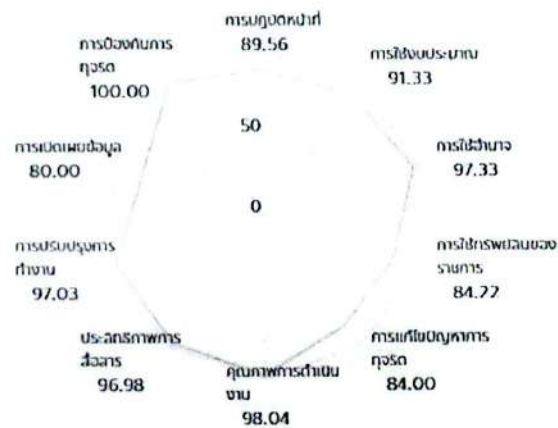 การปฏิบัติหน้าที่
89.56
การใช้งบประมาณ
91.33
การใช้อำนาจ
97.33
การใช้ทรัพย์สินของ
ราชการ
84.22
การแก้ไขปัญหาการ
ทุจริต
84.00
คุณภาพการดำเนิน
งาน
98.04
ประสิทธิภาพการ
สื่อสาร
96.98
การปรับปรุงการ
ทำงาน
97.03
การเปิดเผยข้อมูล
80.00
การป้องกันการ
ทุจริต
100.00
50
0